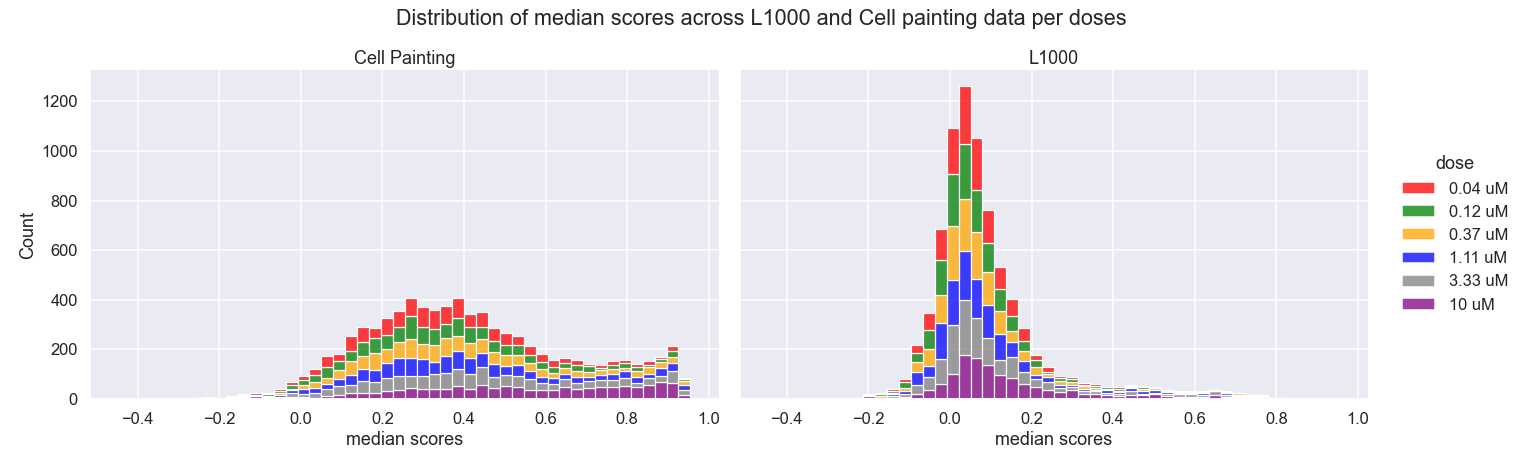 Distribution of median scores across L1000 and Cell painting data per doses
Cell Painting
L1000
Count
1200
1000
800
600
400
200
0
−0.4 −0.2 0.0 0.2 0.4 0.6 0.8 1.0
median scores
−0.4 −0.2 0.0 0.2 0.4 0.6 0.8 1.0
median scores
dose
0.04 uM
0.12 uM
0.37 uM
1.11 uM
3.33 uM
10 uM